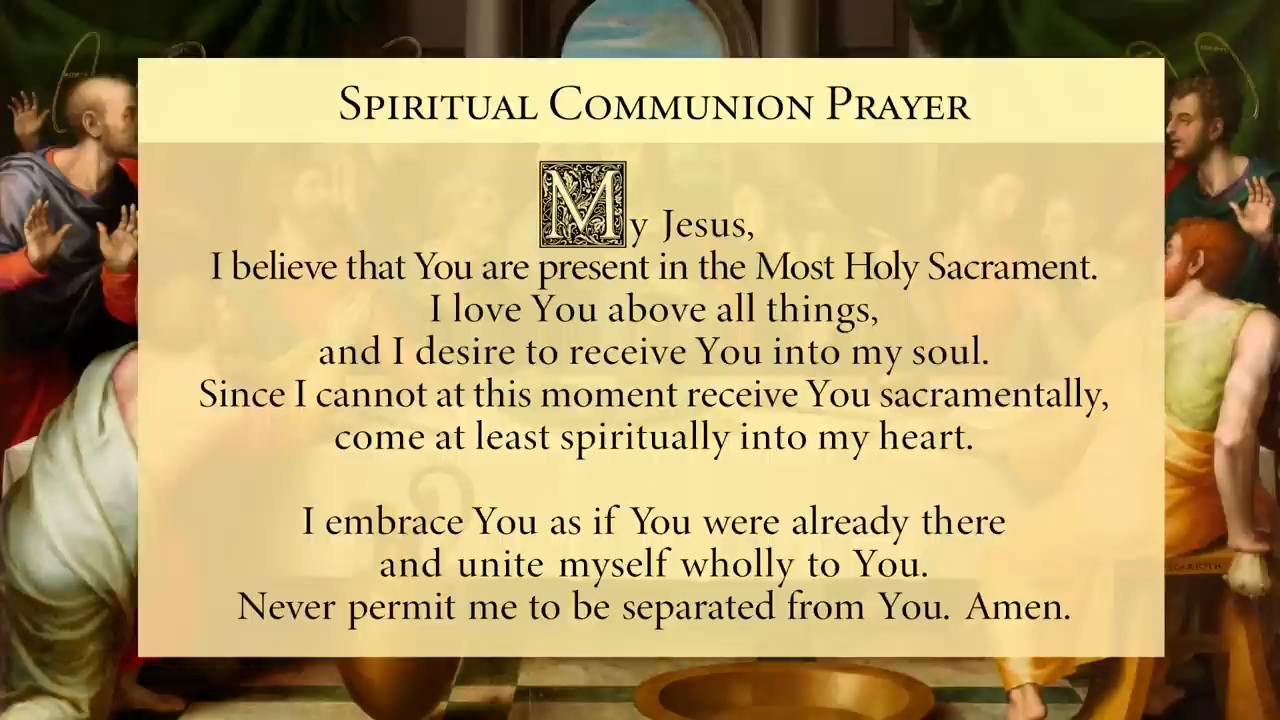 Spiritual Communion Prayer
My Jesus,
I believe that You are present in the Most Holy Sacrament.
I love You above all things,
and I desire to receive You into my soul.
Since I cannot at this moment receive You sacramentally,
come at least spiritually into my heart.
I embrace You as if You were already there
and unite myself wholly to You.
Never permit me to be separated from You. Amen.